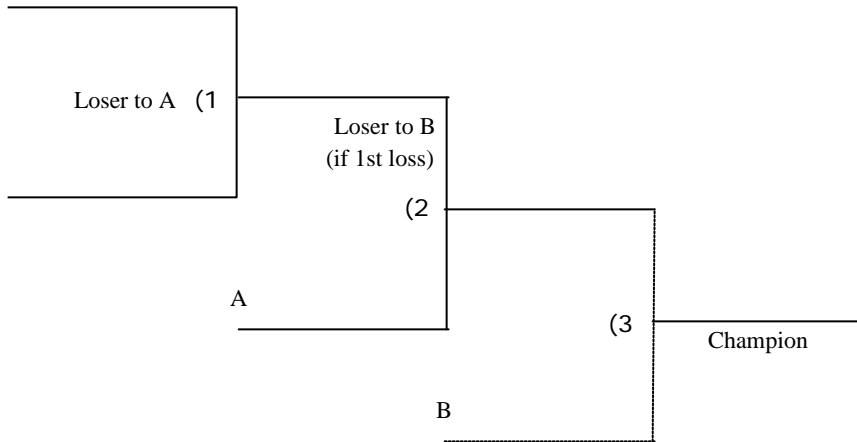 Loser to A (1
Loser to B
(if 1st loss)
(2
A
(3
Champion
B